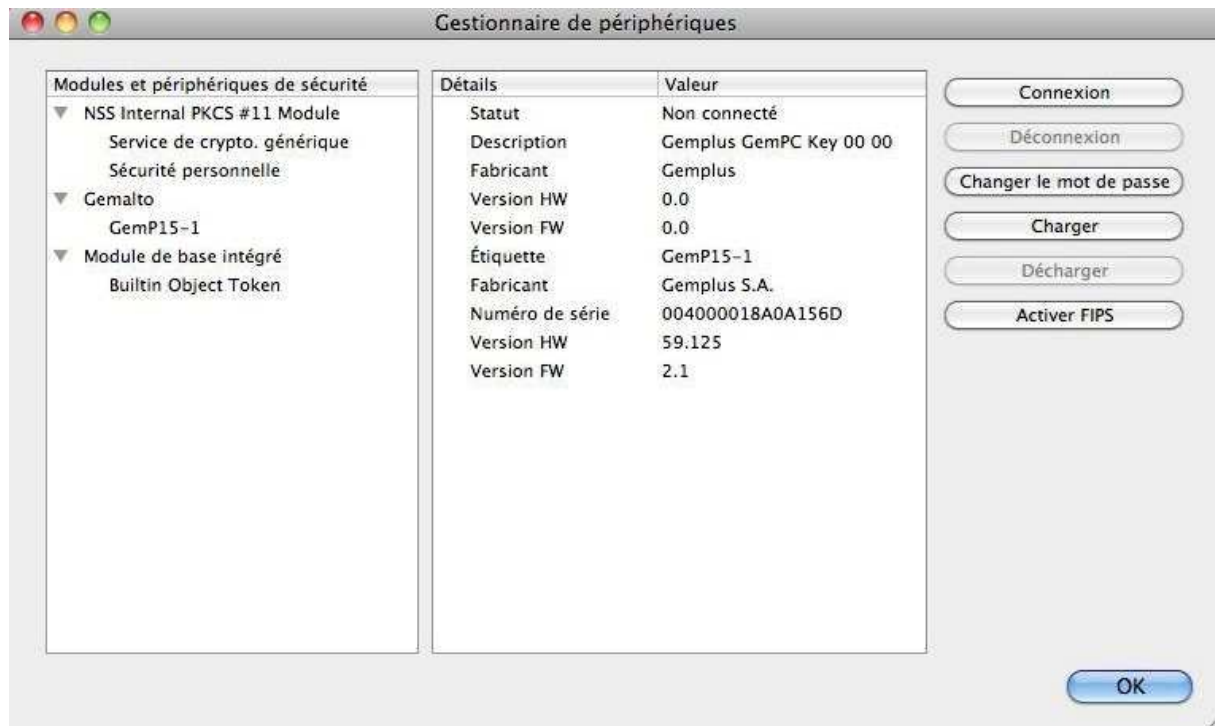 Gestionnaire de périphériques
Modules et périphériques de sécurité
NSS Internal PKCS #11 Module
Service de crypto. générique
Sécurité personnelle
Gemalto
GemP15-1
Module de base intégré
Builtin Object Token
Détails Valeur
Statut Non connecté
Description Gemplus GemPC Key 00 00
Fabricant Gemplus
Version HW 0.0
Version FW 0.0
Étiquette GemP15-1
Fabricant Gemplus S.A.
Numéro de série 004000018A0A156D
Version HW 59.125
Version FW 2.1
Connexion
Déconnexion
Changer le mot de passe
Charger
Décharger
Activer FIPS
OK